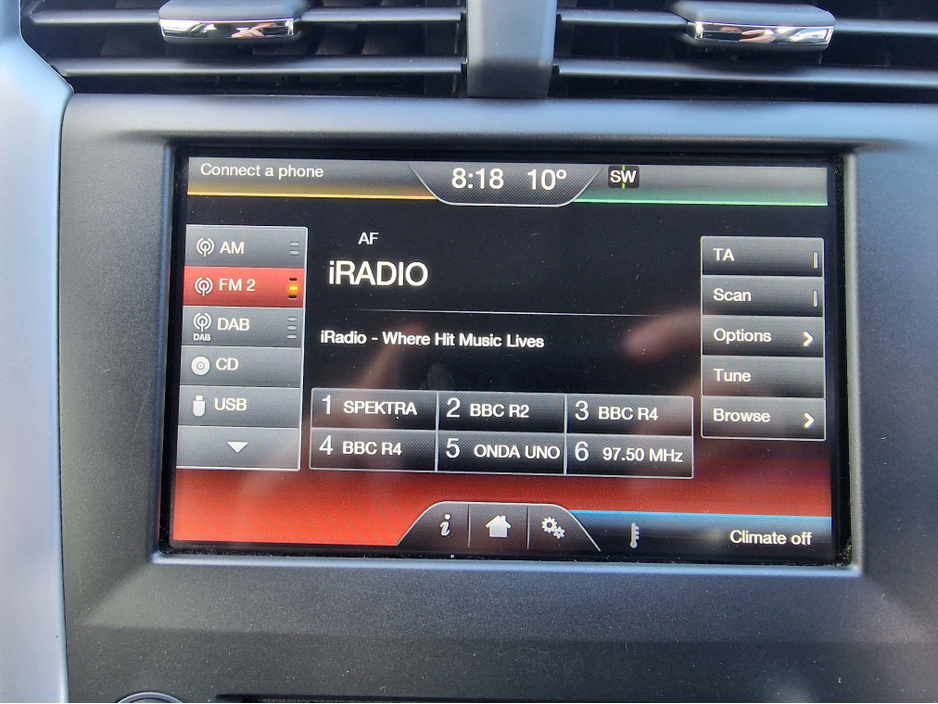 Connect a phone
8:18 10° SW
AM
FM 2
DAB
DAB
CD
USB
AF
iRADIO
iRadio - Where Hit Music Lives
1 SPEKTRA 2 BBC R2 3 BBC R4
4 BBC R4 5 ONDA UNO 6 97.50 MHz
TA
Scan
Options
Tune
Browse
i
Climate off